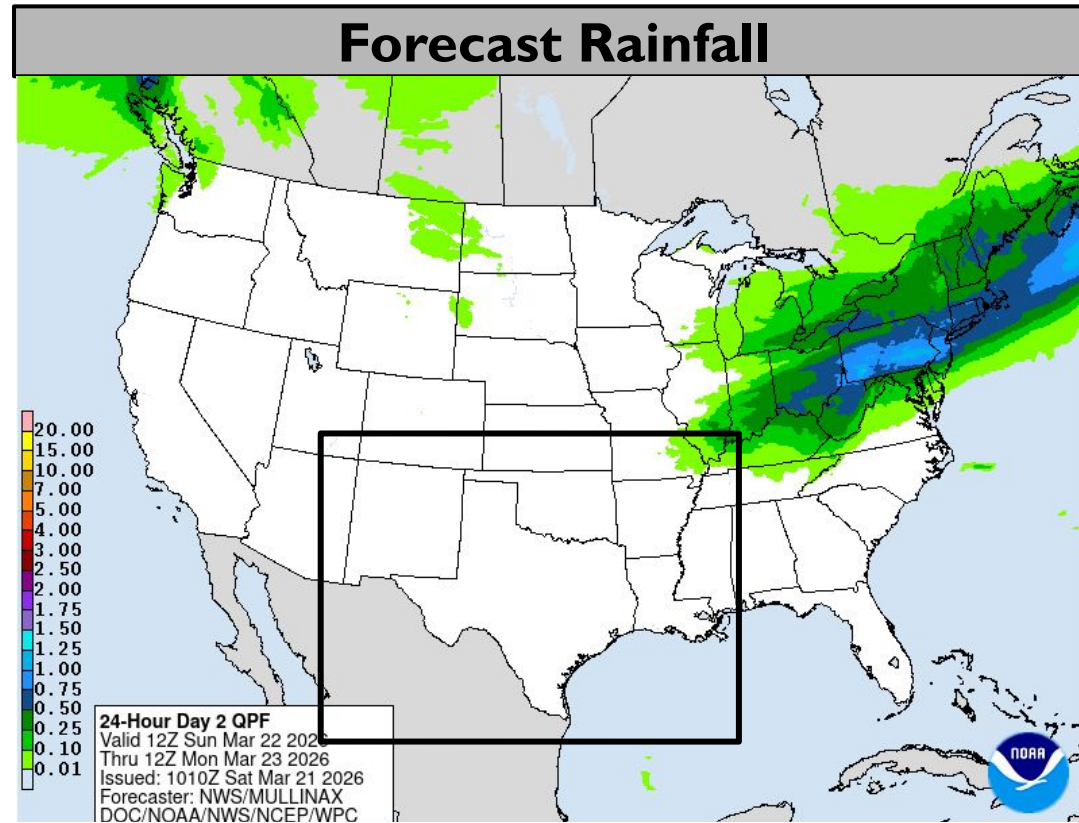 Forecast Rainfall
20.00
15.00
10.00
7.00
5.00
4.00
3.00
2.50
2.00
1.75
1.50
1.25
1.00
0.75
0.50
0.25
0.10
0.01
24-Hour Day 2 QPF
Valid 12Z Sun Mar 22 2026
Thru 12Z Mon Mar 23 2026
Issued: 1010Z Sat Mar 21 2026
Forecaster: NWS/MULLINAX
DOC/NOAA/NWS/NCEP/WPC
NOAA